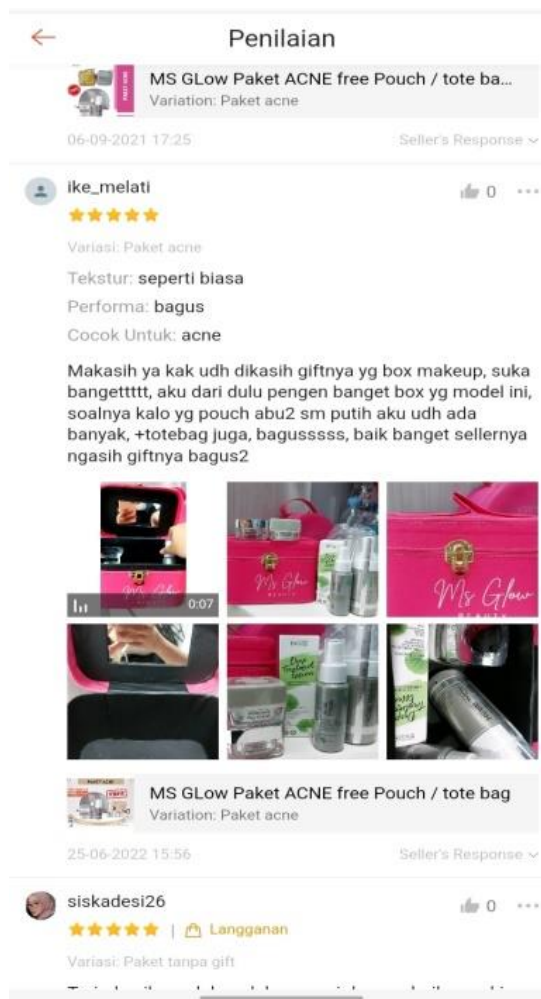 Penilaian
MS GLow Paket ACNE free Pouch / tote ba...
Variation: Paket acne
06-09-2021 17:25
Seller's Response
ike_melati
0
Variasi: Paket acne
Tekstur: seperti biasa
Performa: bagus
Cocok Untuk: acne
Makasih ya kak udh dikasih giftnya yg box makeup, suka
bangettttt, aku dari dulu pengen banget box yg model ini,
soalnya kalo yg pouch abu2 sm putih aku udh ada
banyak, +totebag juga, bagusssss, baik banget sellernya
ngasih giftnya bagus2
Ms Glow
0:07
Ms Glow
BEAUTY
Ms Glow
BEAUTY
MS GLow Paket ACNE free Pouch / tote bag
Variation: Paket acne
25-06-2022 15:56
Seller's Response
siskadesi26
0
Langganan
Variasi: Paket tanpa gift